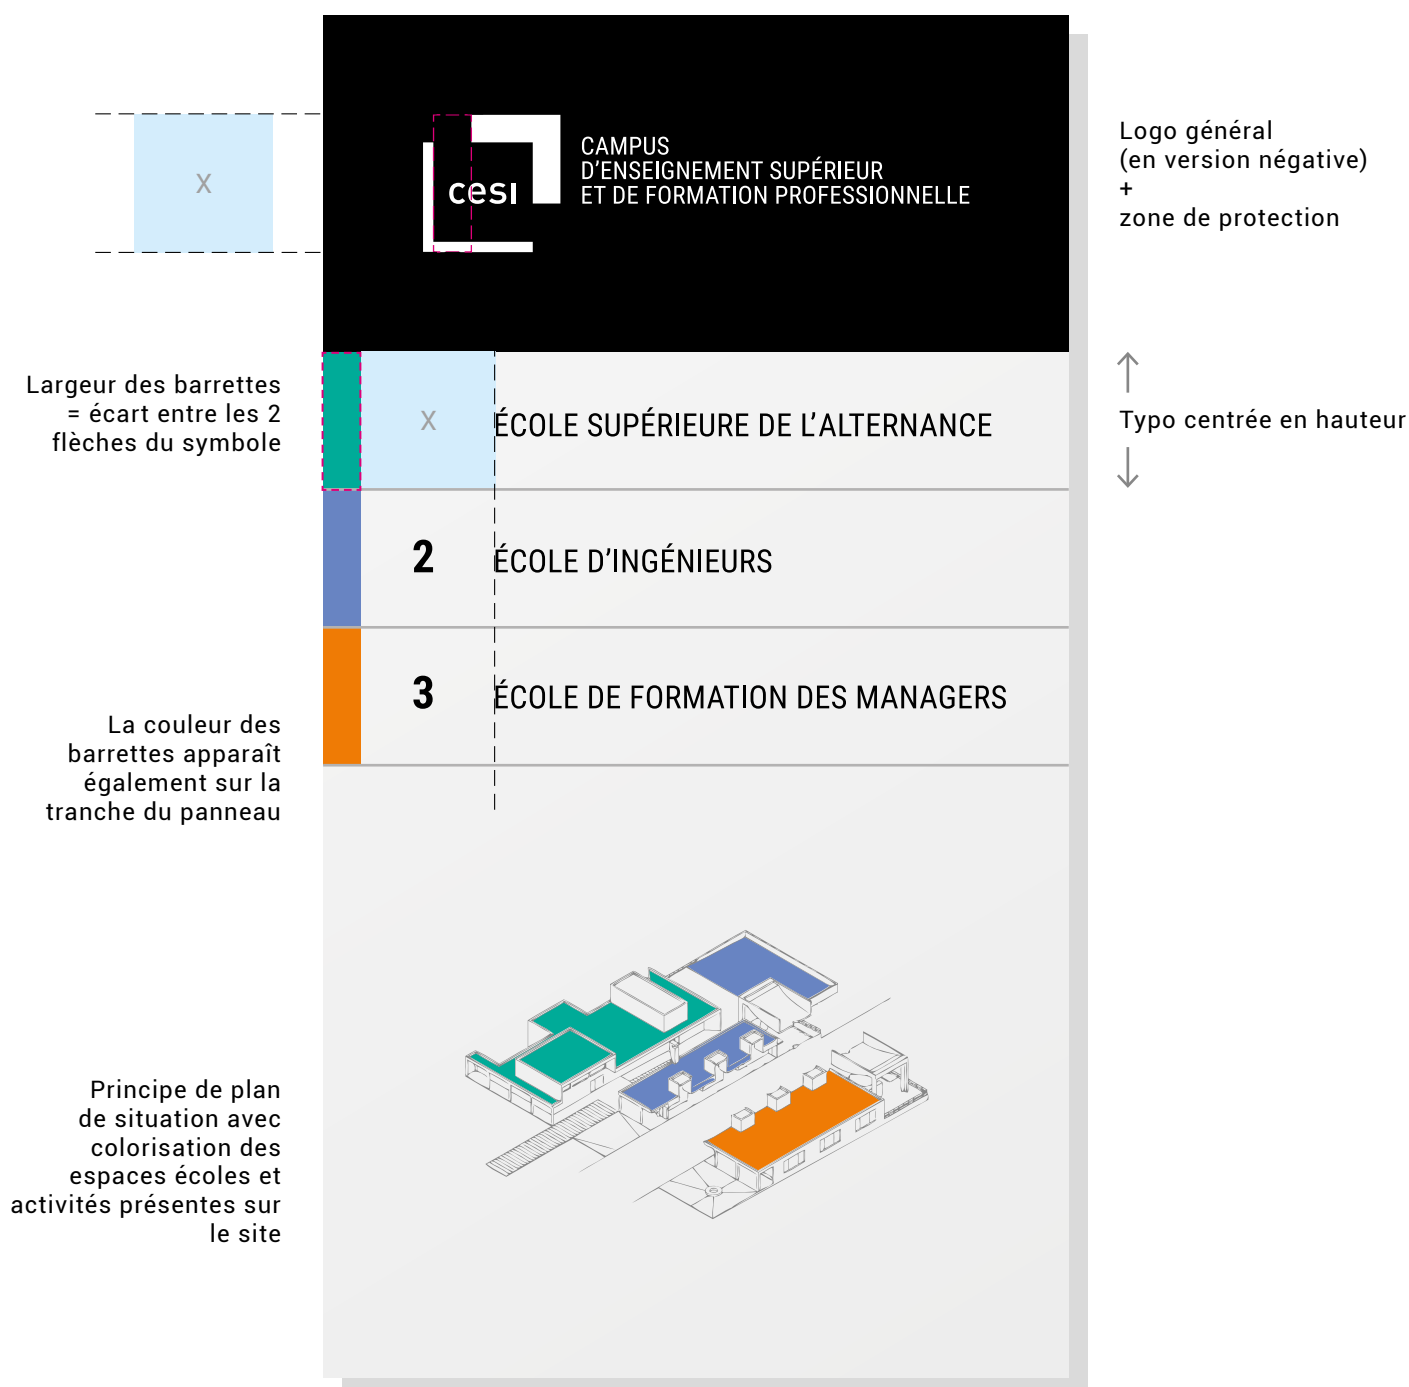 X
cesi
CAMPUS
D'ENSEIGNEMENT SUPÉRIEUR
ET DE FORMATION PROFESSIONNELLE
Logo général
(en version négative)
+
zone de protection
Largeur des barrettes
= écart entre les 2
flèches du symbole
X
ÉCOLE SUPÉRIEURE DE L'ALTERNANCE
Typo centrée en hauteur
2
ÉCOLE D'INGÉNIEURS
3
ÉCOLE DE FORMATION DES MANAGERS
La couleur des
barrettes apparaît
également sur la
tranche du panneau
Principe de plan
de situation avec
colorisation des
espaces écoles et
activités présentes sur
le site